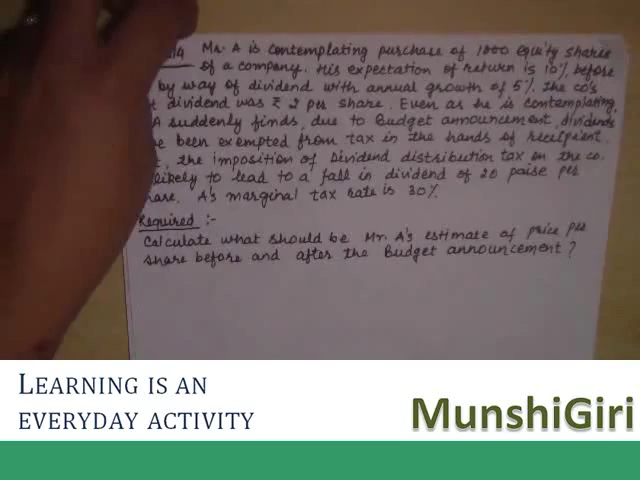 Mr. A is contemplating purchase of 1000 equity shares
of a company. His expectation of return is 10% before
by way of dividend with annual growth of 5%. The co's
dividend was ₹ 2 per share. Even as he is contemplating,
A suddenly finds, due to Budget announcement, dividends
been exempted from tax in the hands of recipient.
the imposition of Dividend distribution tax on the co.
likely to lead to a fall in dividend of 20 paise per
A's marginal tax rate is 30%.
Required :-
Calculate what should be Mr. A's estimate of price per
share before and after the Budget announcement?
LEARNING IS AN
EVERYDAY ACTIVITY
MunshiGiri